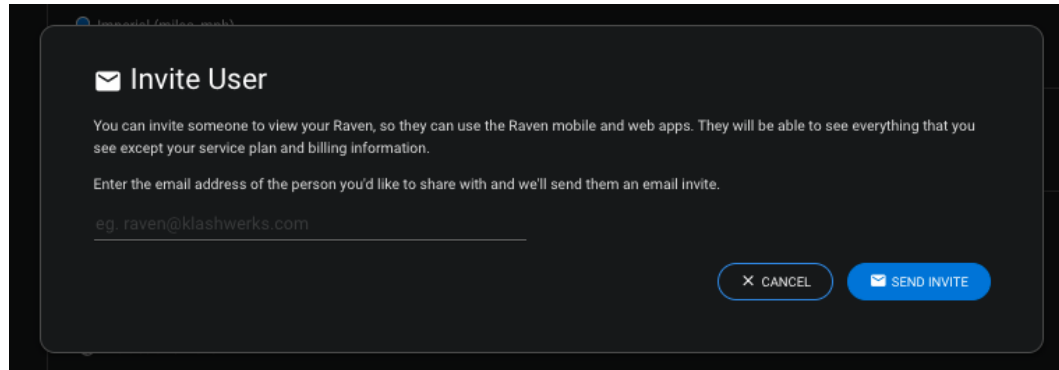 Imperial (miles, mph)
Invite User
You can invite someone to view your Raven, so they can use the Raven mobile and web apps. They will be able to see everything that you
see except your service plan and billing information.
Enter the email address of the person you'd like to share with and we'll send them an email invite.
eg. raven@klashwerks.com
CANCEL
SEND INVITE